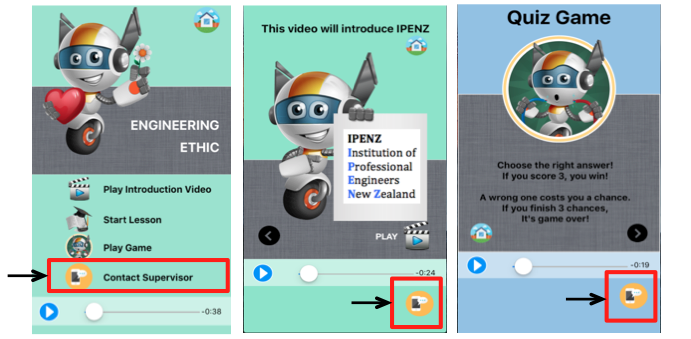 ENGINEERING
ETHIC
Play Introduction Video
Start Lesson
Play Game
Contact Supervisor
-0:38
This video will introduce IPENZ
IPENZ
Institution of
Professional
Engineers
New Zealand
PLAY
-0:24
Quiz Game
Choose the right answer!
If you score 3, you win!
A wrong one costs you a chance.
If you finish 3 chances,
It's game over!
-0:19